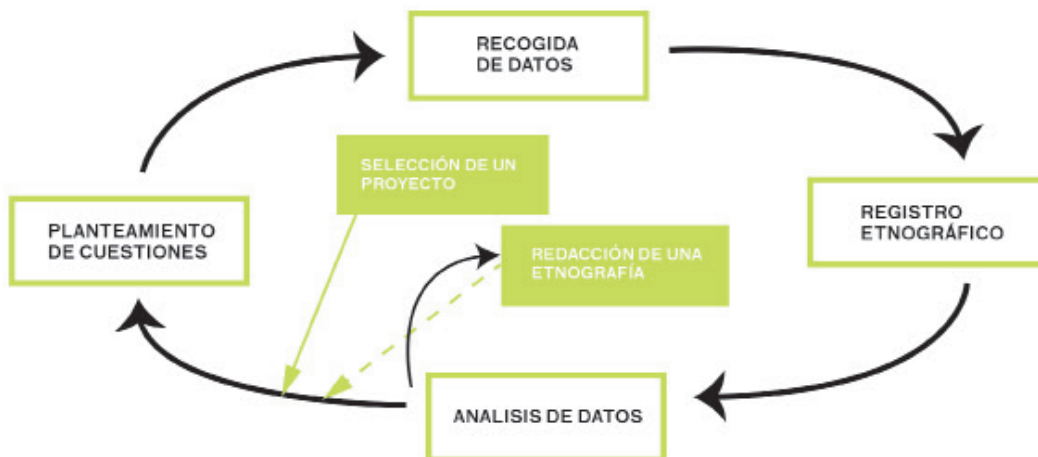 RECOGIDA
DE DATOS
SELECCIÓN DE UN
PROYECTO
PLANTEAMIENTO
DE CUESTIONES
REGISTRO
ETNOGRÁFICO
REDACCIÓN DE UNA
ETNOGRAFÍA
ANALISIS DE DATOS